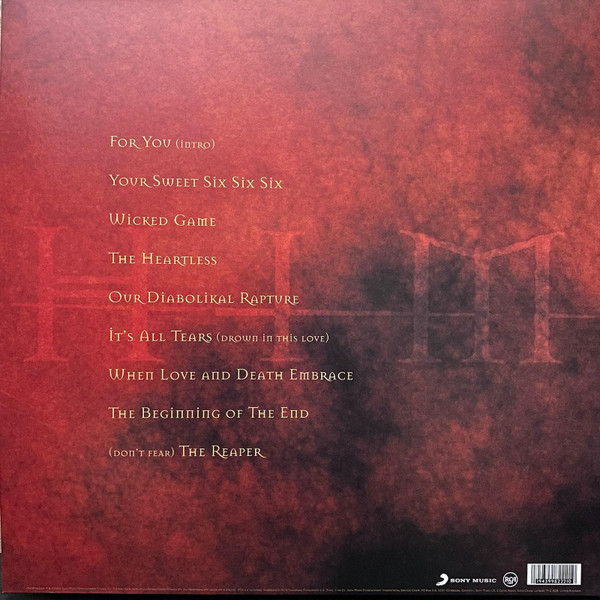 For You (intro)
Your Sweet Six Six Six
Wicked Game
The Heartless
Our Diabolikal Rapture
It's All Tears (drown in this love)
When Love and Death Embrace
The Beginning of The End
(don't fear) The Reaper
HIM
SONY MUSIC
RCA